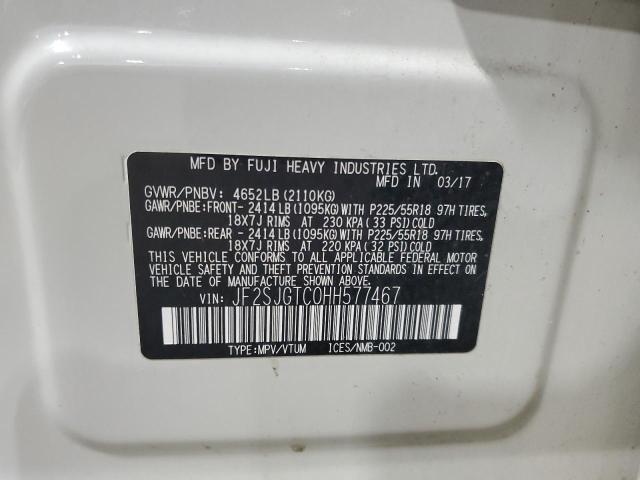 MFD BY FUJI HEAVY INDUSTRIES LTD.
MFD IN 03/17
GVWR/PNBV: 4652LB(2110KG)
GAWR/PNBE:FRONT- 2414LB(1095KG)WITH P225/55R18 97H TIRES,
18X7J RIMS AT 230 KPA(33 PSI)COLD
GAWR/PNBE:REAR - 2414LB(1095KG)WITH P225/55R18 97H TIRES,
18X7J RIMS AT 220 KPA(32 PSI)COLD
THIS VEHICLE CONFORMS TO ALL APPLICABLE FEDERAL MOTOR
VEHICLE SAFETY AND THEFT PREVENTION STANDARDS IN EFFECT ON
THE DATE OF MANUFACTURE SHOWN ABOVE.
VIN: JF2SJGTC0HH577467
TYPE:MPV/VTUM ICES/NMB-002